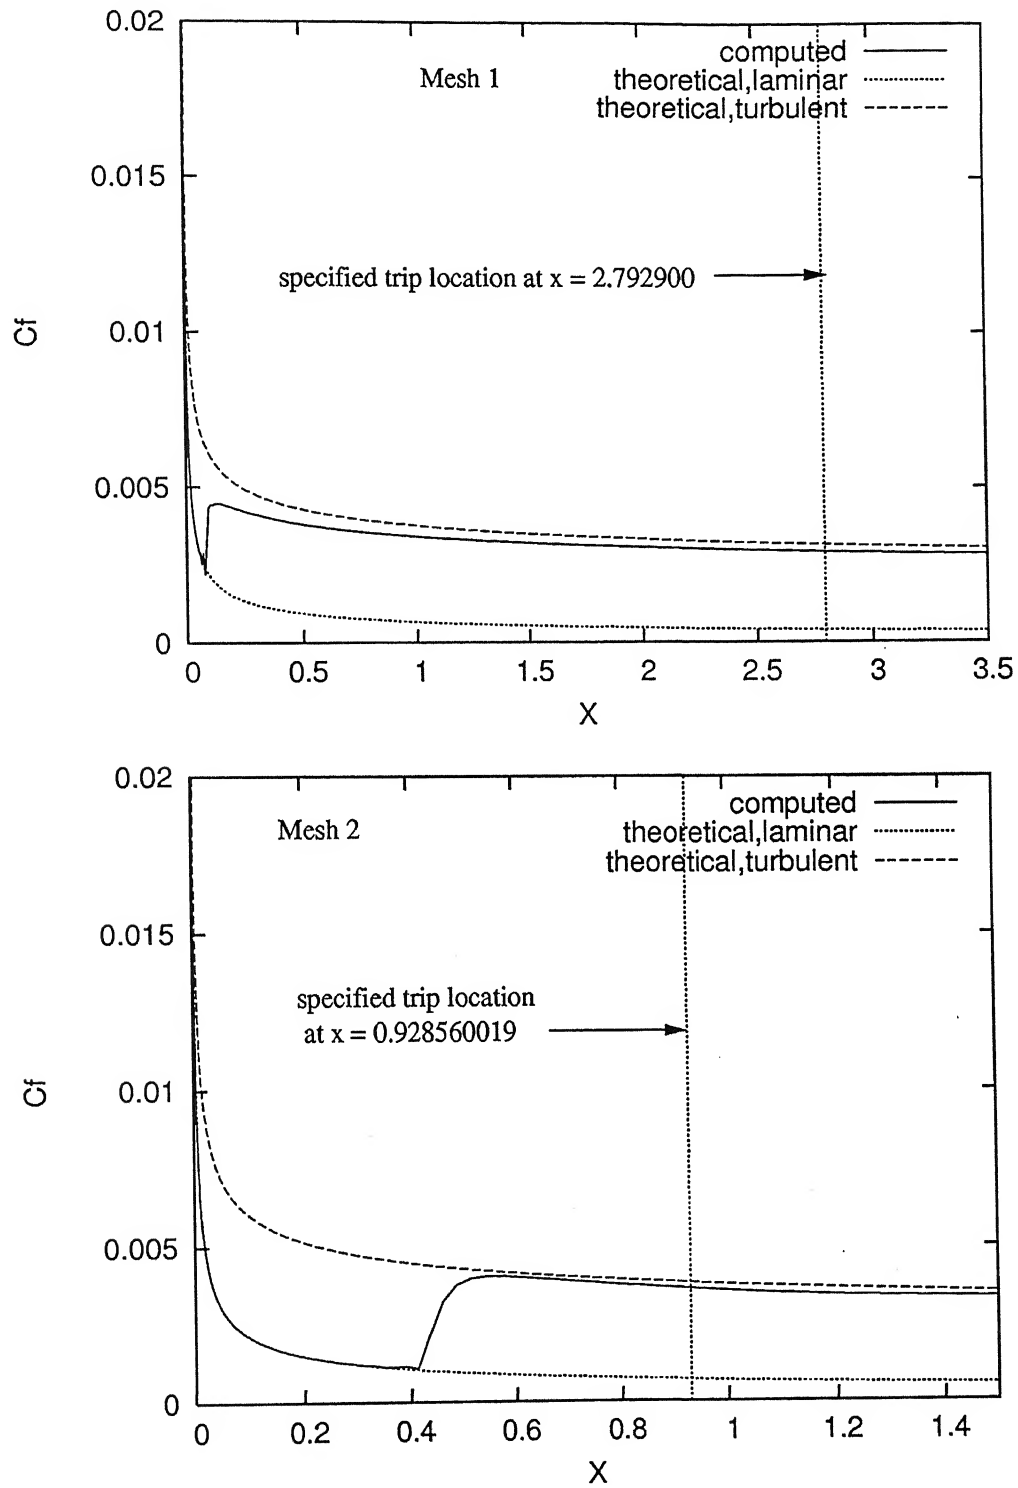 0.02
computed
Mesh 1
theoretical,laminar
theoretical,turbulent
0.015
specified trip location at x = 2.792900
0.01
Cf
0.005
0
0 0.5 1 1.5 2 2.5 3 3.5
X
0.02
computed
Mesh 2
theoretical,laminar
theoretical,turbulent
0.015
specified trip location
at x = 0.928560019
0.01
Cf
0.005
0
0 0.2 0.4 0.6 0.8 1 1.2 1.4
X